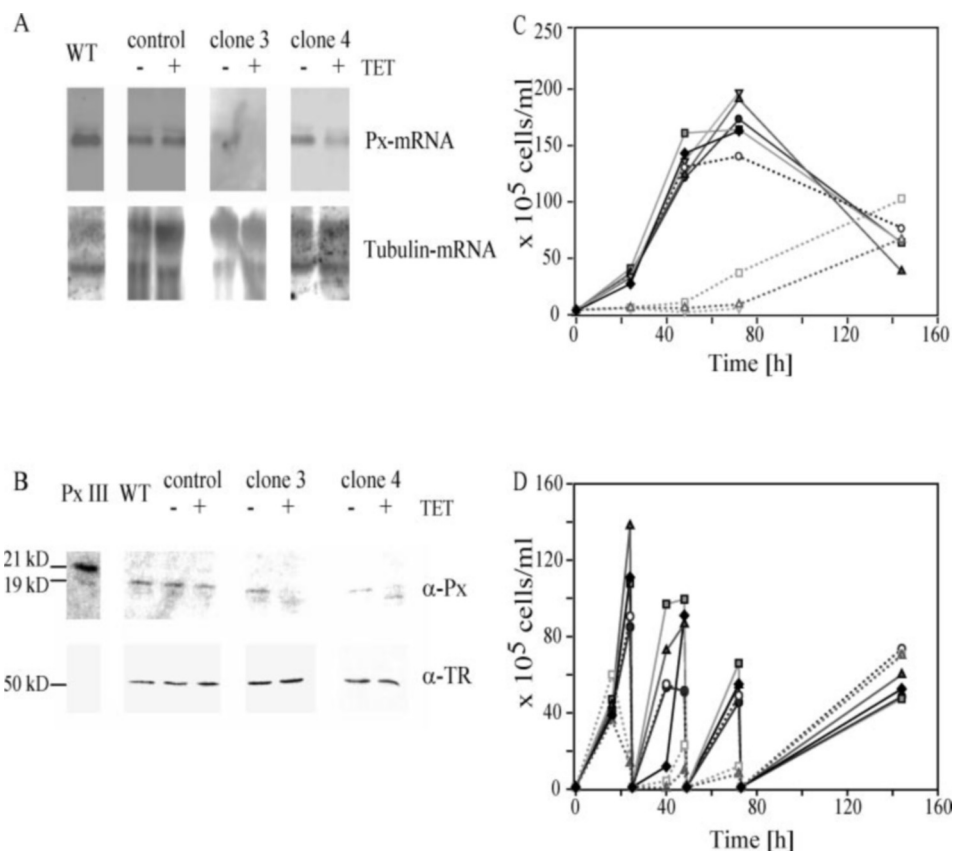 A
WT
control
clone 3
clone 4
- + - + - + TET
Px-mRNA
Tubulin-mRNA
B
Px III
WT
control
clone 3
clone 4
- + - + - + TET
21 kD
19 kD
α-Px
50 kD
α-TR
C
250
200
150
100
50
0
x 10⁵ cells/ml
0 40 80 120 160
Time [h]
D
160
120
80
40
0
x 10⁵ cells/ml
0 40 80 120 160
Time [h]